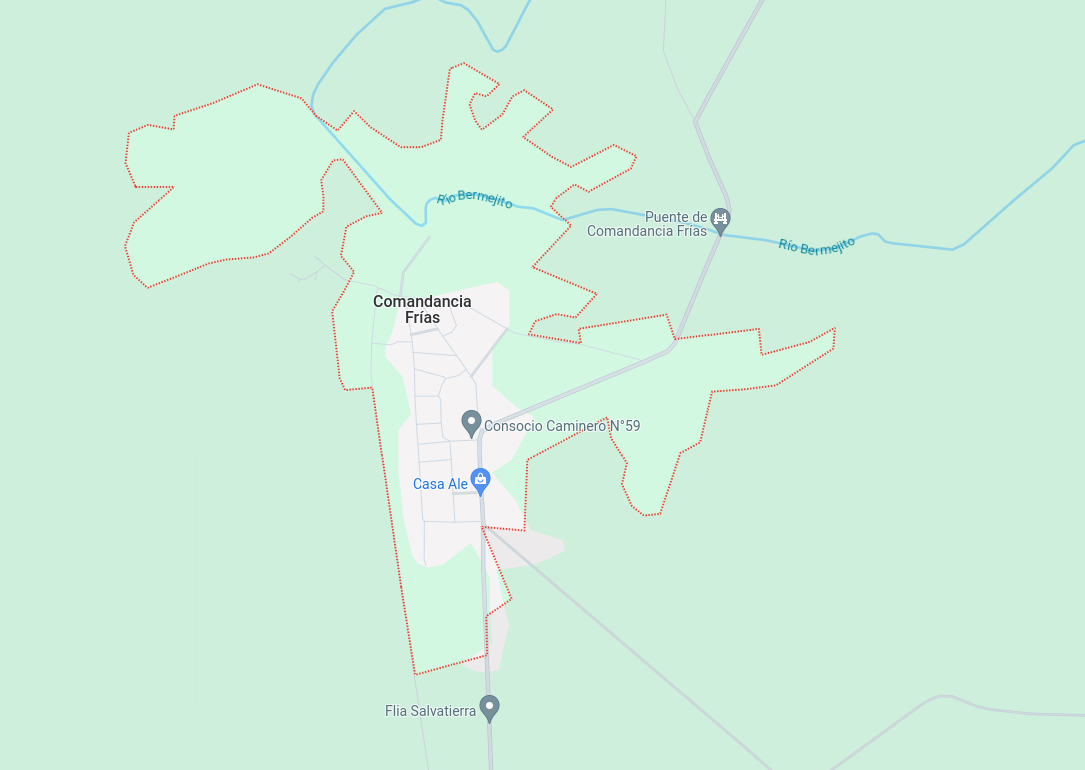 Río Bermejito
Puente de
Comandancia Frías
Río Bermejito
Comandancia
Frías
Consocio Caminero N°59
Casa Ale
Flia Salvatierra